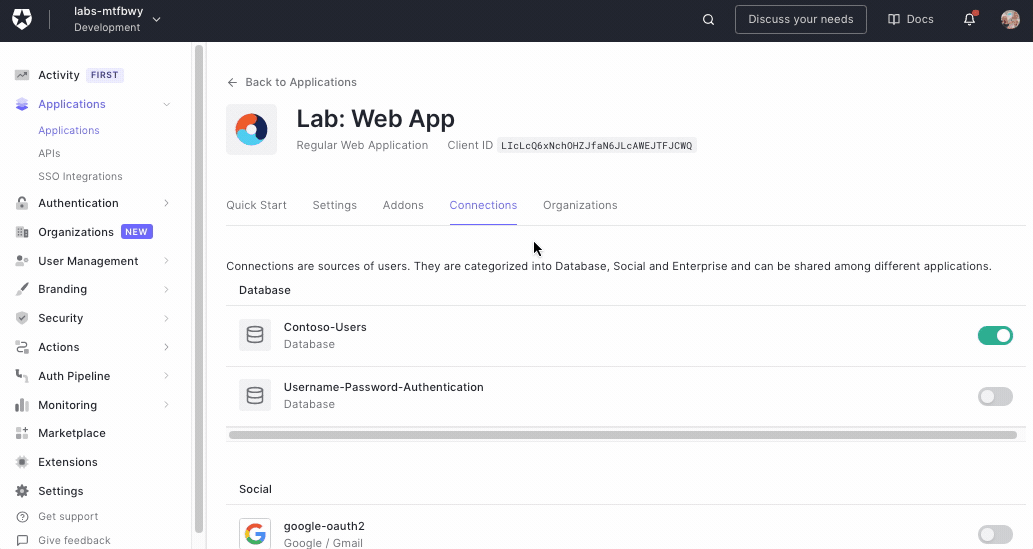 labs-mtfbwy
Development
Discuss your needs
Docs
Activity FIRST
Applications
Applications
APIs
SSO Integrations
Authentication
Organizations NEW
User Management
Branding
Security
Actions
Auth Pipeline
Monitoring
Marketplace
Extensions
Settings
Get support
Give feedback
Back to Applications
Lab: Web App
Regular Web Application Client ID LIcLcQ6xNchOHZJfaN6JLcAWEJTFJCWQ
Quick Start Settings Addons Connections Organizations
Connections are sources of users. They are categorized into Database, Social and Enterprise and can be shared among different applications.
Database
Contoso-Users
Database
Username-Password-Authentication
Database
Social
google-oauth2
Google / Gmail